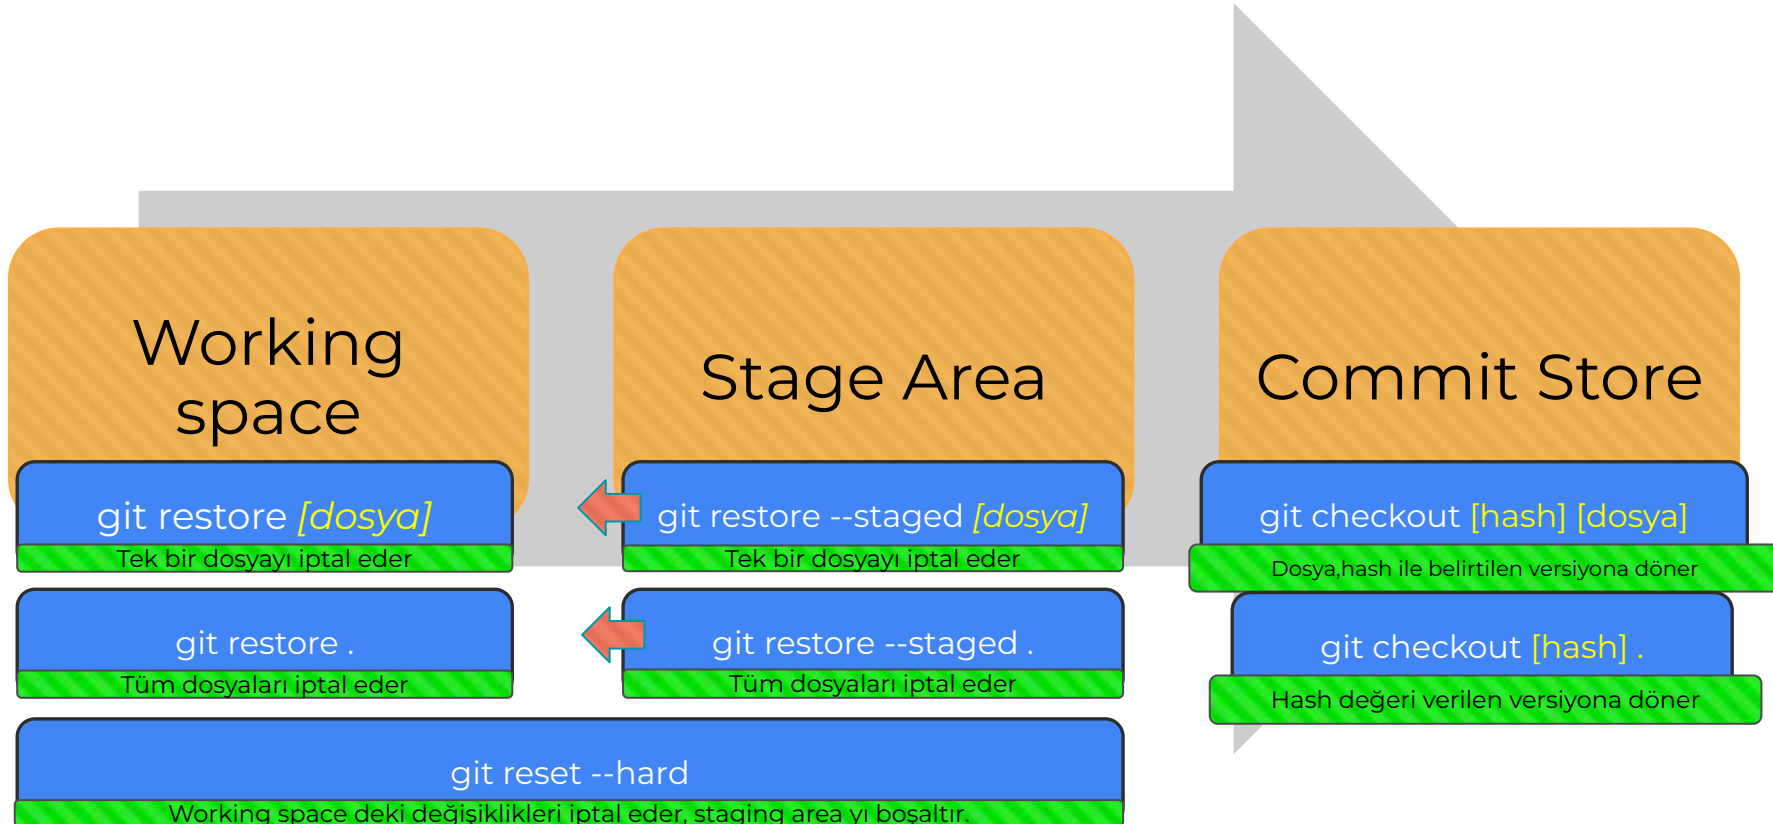 Working
space
git restore [dosya]
Tek bir dosyayı iptal eder
git restore .
Tüm dosyaları iptal eder
Stage Area
git restore --staged [dosya]
Tek bir dosyayı iptal eder
git restore --staged .
Tüm dosyaları iptal eder
git reset --hard
Working space deki değişiklikleri iptal eder, staging area yı boşaltır.
Commit Store
git checkout [hash] [dosya]
Dosya,hash ile belirtilen versiyona döner
git checkout [hash] .
Hash değeri verilen versiyona döner